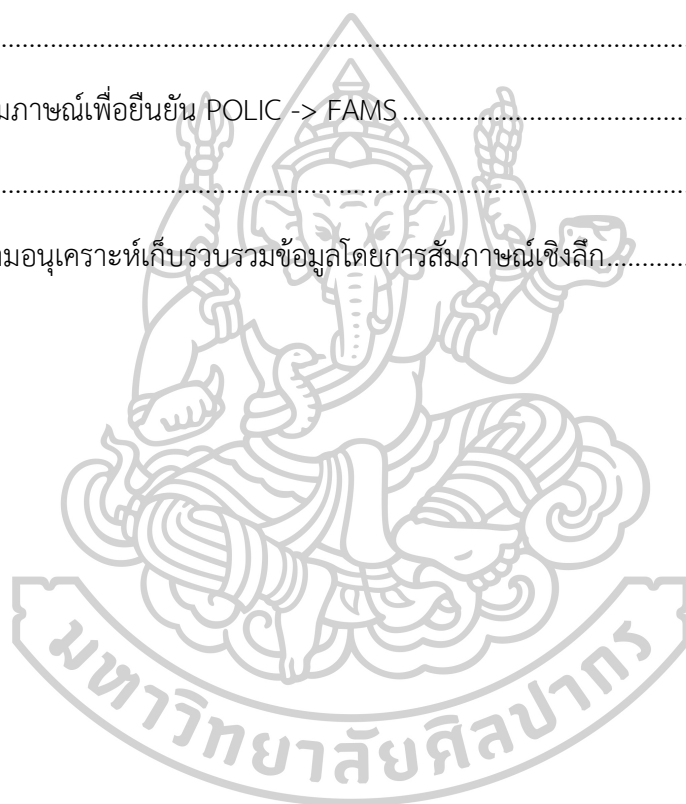 ........................................................................................................
มภาษณ์เพื่อยืนยัน POLIC -> FAMS........................................
........................................................................................................
ามอนุเคราะห์เก็บรวบรวมข้อมูลโดยการสัมภาษณ์เชิงลึก............
มหาวิทยาลัยศิลปากร